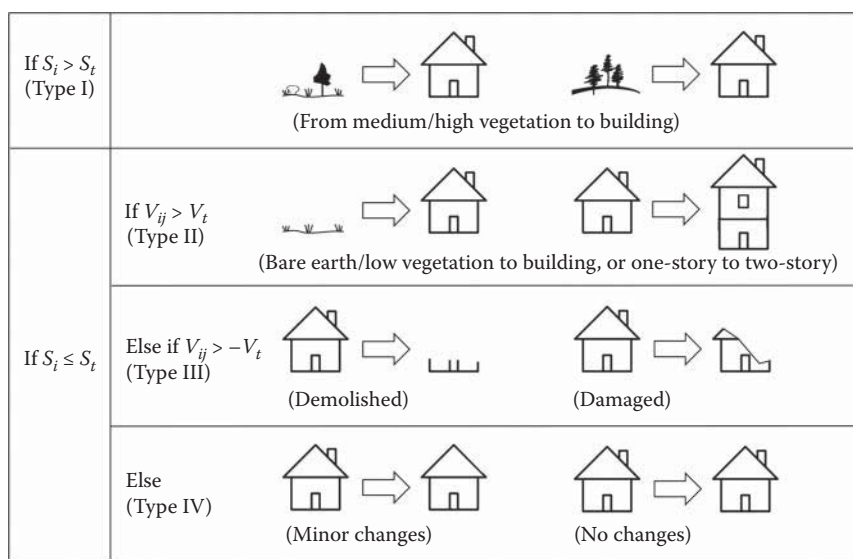 If S_i > S_t
(Type I)
(From medium/high vegetation to building)
If S_i ≤ S_t
If V_ij > V_t
(Type II)
(Bare earth/low vegetation to building, or one-story to two-story)
Else if V_ij > −V_t
(Type III)
(Demolished)
(Damaged)
Else
(Type IV)
(Minor changes)
(No changes)